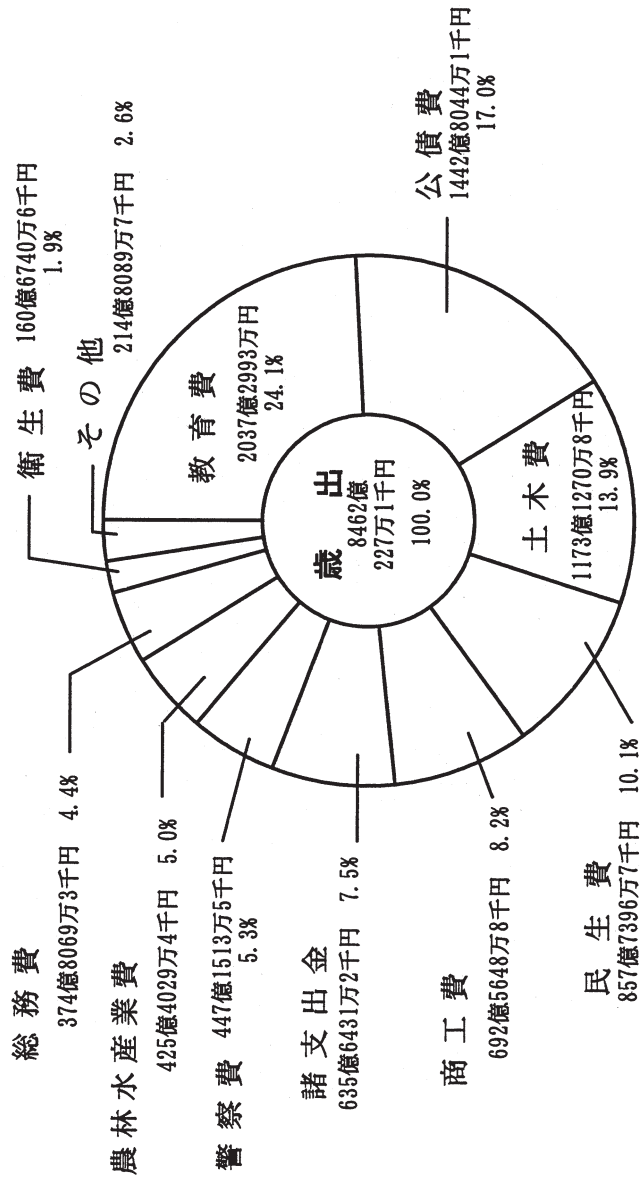 歳出
8462億
227万1千円
100.0%
教育費
2037億2993万円
24.1%
公債費
1442億8044万1千円
17.0%
土木費
1173億1270万8千円
13.9%
民生費
857億7396万7千円 10.1%
商工費
692億5648万8千円 8.2%
諸支出金
635億6431万2千円 7.5%
警察費 447億1513万5千円
5.3%
農林水産業費
425億4029万4千円 5.0%
総務費
374億8069万3千円 4.4%
衛生費 160億6740万6千円
1.9%
その他
214億8089万7千円 2.6%